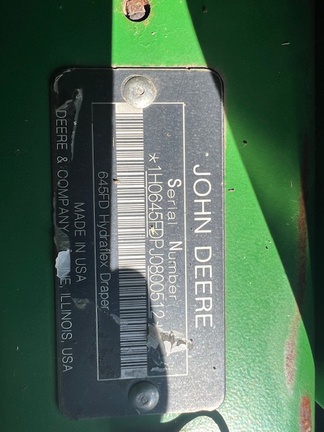 JOHN DEERE
Serial Number
*1H0645FDPJ0800512
645FD Hydraflex Draper
MADE IN USA
DEERE & COMPANY ILLINOIS, USA